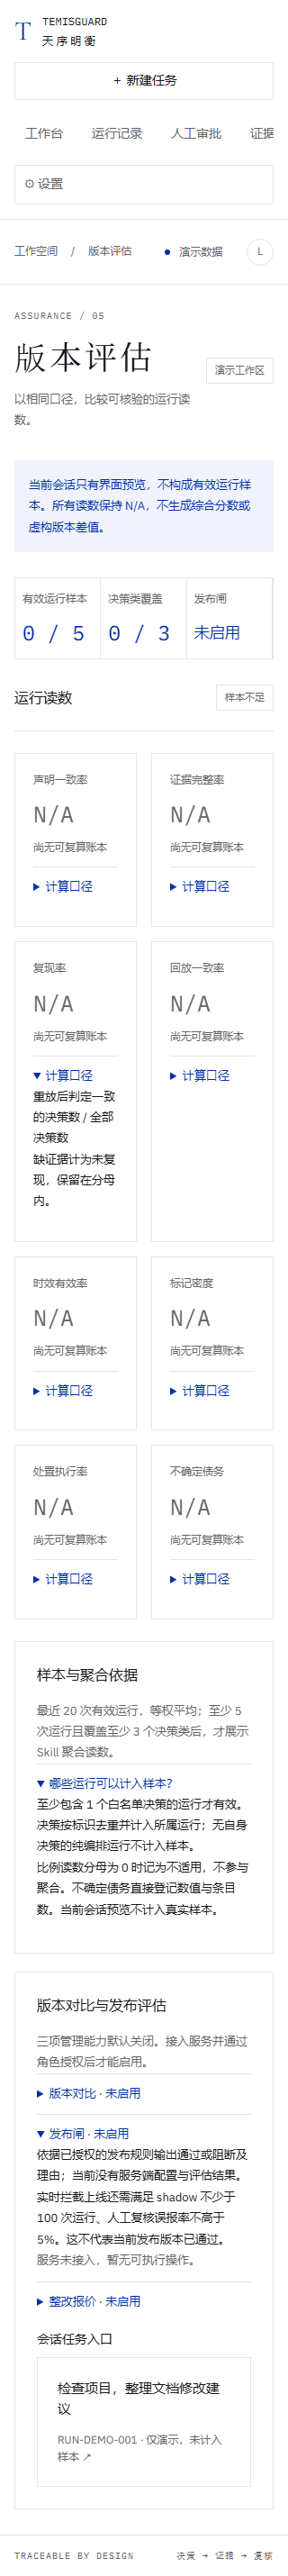 T
TEMISGUARD
天序明衡
+ 新建任务
工作台 运行记录 人工审批 证据
设置
工作空间 / 版本评估 演示数据 L
ASSURANCE / 05
版本评估
演示工作区
以相同口径，比较可核验的运行读
数。
当前会话只有界面预览，不构成有效运行样
本。所有读数保持 N/A，不生成综合分数或
虚构版本差值。
有效运行样本 决策类覆盖 发布闸
0 / 5 0 / 3 未启用
运行读数 样本不足
声明一致率 证据完整率
N/A N/A
尚无可复算账本 尚无可复算账本
▶ 计算口径 ▶ 计算口径
复现率 回放一致率
N/A N/A
尚无可复算账本 尚无可复算账本
▼ 计算口径 ▶ 计算口径
重放后判定一致
的决策数 / 全部
决策数
缺证据计为未复
现，保留在分母
内。
时效有效率 标记密度
N/A N/A
尚无可复算账本 尚无可复算账本
▶ 计算口径 ▶ 计算口径
处置执行率 不确定债务
N/A N/A
尚无可复算账本 尚无可复算账本
▶ 计算口径 ▶ 计算口径
样本与聚合依据
最近 20 次有效运行，等权平均；至少 5
次运行且覆盖至少 3 个决策类后，才展示
Skill 聚合读数。
▼ 哪些运行可以计入样本？
至少包含 1 个白名单决策的运行才有效。
决策按标识去重并计入所属运行；无自身
决策的纯编排运行不计入样本。
比例读数分母为 0 时记为不适用，不参与
聚合。不确定债务直接登记数值与条目
数。当前会话预览不计入真实样本。
版本对比与发布评估
三项管理能力默认关闭。接入服务并通过
角色授权后才能启用。
▶ 版本对比 · 未启用
▼ 发布闸 · 未启用
依据已授权的发布规则输出通过或阻断及
理由；当前没有服务端配置与评估结果。
实时拦截上线还需满足 shadow 不少于
100 次运行、人工复核误报率不高于
5%。这不代表当前发布版本已通过。
服务未接入，暂无可执行操作。
▶ 整改报价 · 未启用
会话任务入口
检查项目，整理文档修改建
议
RUN-DEMO-001 · 仅演示，未计入
样本 ↗
TRACEABLE BY DESIGN 决策 → 证据 → 复核